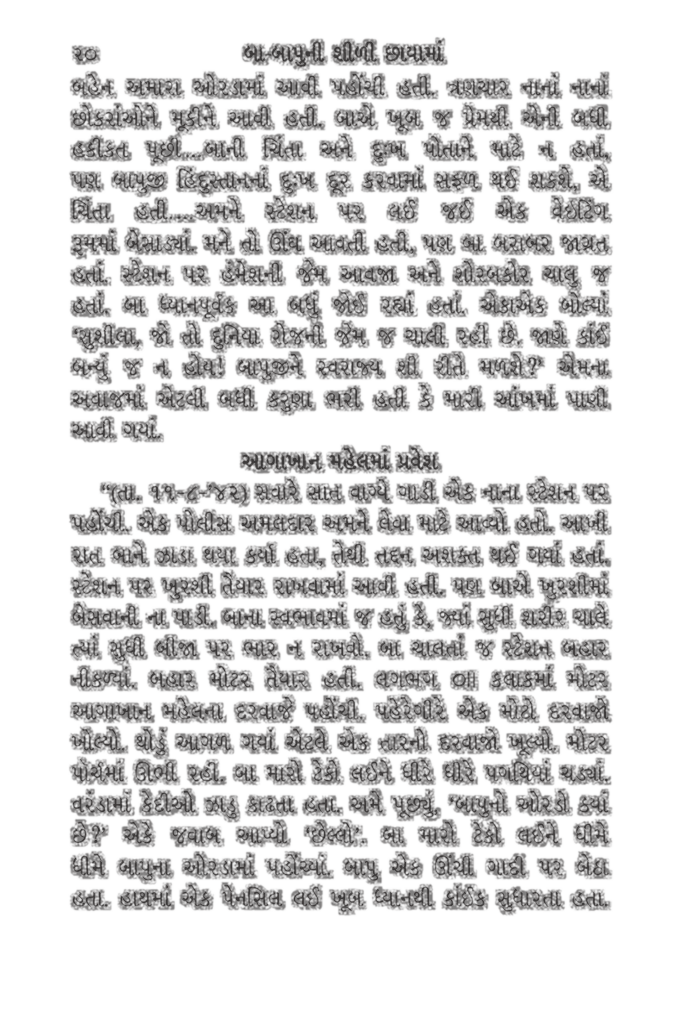 ૨૦ બા-બાપુની શીળી છાયામાં
બહેન અમારા ઓરડામાં આવી પહોંચી હતી. ત્રણચાર નાનાં નાનાં
છોકરાંઓને મૂકીને આવી હતી. બાએ ખૂબ જ પ્રેમથી એની બધી
હકીકત પૂછી....બાની ચિંતા અને દુઃખ પોતાને માટે ન હતાં,
પણ બાપુજી હિંદુસ્તાનનાં દુઃખ દૂર કરવામાં સફળ થઈ શકશે, એ
ચિંતા હતી.....અમને સ્ટેશન પર લઈ જઈ એક વેઇટિંગ
રૂમમાં બેસાડ્યાં. મને તો ઊંઘ આવતી હતી, પણ બા બરાબર જાગ્રત
હતાં. સ્ટેશન પર હંમેશની જેમ આવજા અને શોરબકોર ચાલુ જ
હતાં. બા ધ્યાનપૂર્વક આ બધું જોઈ રહ્યાં હતાં. એકાએક બોલ્યાં,
'સુશીલા, જો તો દુનિયા રોજની જેમ જ ચાલી રહી છે. જાણે કાંઈ
બન્યું જ ન હોય! બાપુજીને સ્વરાજ્ય શી રીતે મળશે?' એમના
અવાજમાં એટલી બધી કરુણા ભરી હતી કે મારી આંખમાં પાણી
આવી ગયાં.
આગાખાન મહેલમાં પ્રવેશ
"(તા. ૧૧-૮-'૪૨) સવારે સાત વાગ્યે ગાડી એક નાના સ્ટેશન પર
પહોંચી. એક પોલીસ અમલદાર અમને લેવા માટે આવ્યો હતો. આખી
રાત બાને ઝાડા થયા કર્યા હતા, તેથી તદ્દન અશક્ત થઈ ગયાં હતાં.
સ્ટેશન પર ખુરશી તૈયાર રાખવામાં આવી હતી. પણ બાએ ખુરશીમાં
બેસવાની ના પાડી. બાના સ્વભાવમાં જ હતું કે, જ્યાં સુધી શરીર ચાલે
ત્યાં સુધી બીજા પર ભાર ન રાખવો. બા ચાલતાં જ સ્ટેશન બહાર
નીકળ્યાં. બહાર મોટર તૈયાર હતી. લગભગ ૦ાા કલાકમાં મોટર
આગાખાન મહેલના દરવાજે પહોંચી. પહેરેગીરે એક મોટો દરવાજો
ખોલ્યો. થોડું આગળ ગયાં એટલે એક તારનો દરવાજો ખૂલ્યો. મોટર
પોર્ચમાં ઊભી રહી. બા મારો ટેકો લઈને ધીરે ધીરે પગથિયાં ચડ્યાં.
વરંડામાં કેદીઓ ઝાડુ કાઢતા હતા. અમે પૂછ્યું, 'બાપુનો ઓરડો કર્યાં
છે?' એકે જવાબ આપ્યો, 'છેલ્લો'. બા મારો ટેકો લઈને ધીમે
ધીમે બાપુના ઓરડામાં પહોંચ્યાં. બાપુ એક ઊંચી ગાદી પર બેઠા
હતા. હાથમાં એક પેનસિલ લઈ ખૂબ ધ્યાનથી કાંઈક સુધારતા હતા.